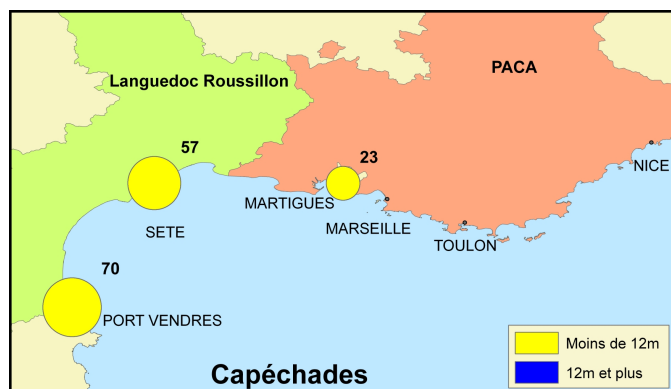 PACA
Languedoc Roussillon
57
23
NICE
MARTIGUES
MARSEILLE
SETE
TOULON
70
PORT VENDRES
Moins de 12m
12m et plus
Capéchades